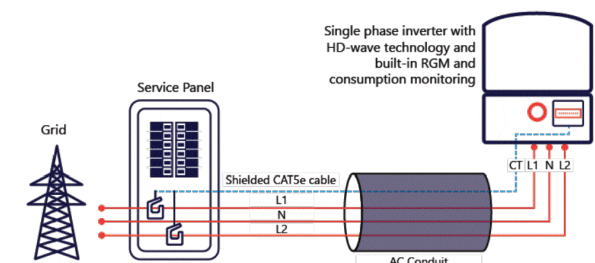 Single phase inverter with
HD-wave technology and
built-in RGM and
consumption monitoring
Service Panel
Grid
Shielded CAT5e cable
CT L1 N L2
L1
N
L2
AC Conduit